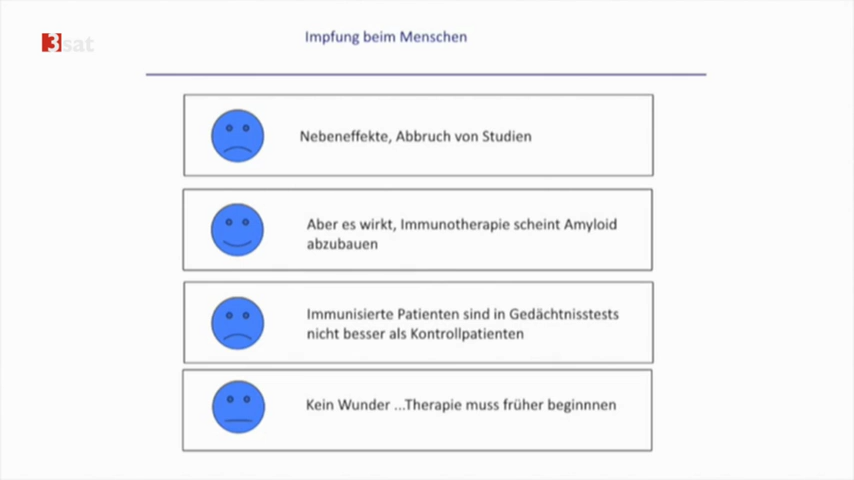 3sat
Impfung beim Menschen
Nebeneffekte, Abbruch von Studien
Aber es wirkt, Immunotherapie scheint Amyloid
abzubauen
Immunisierte Patienten sind in Gedächtnistests
nicht besser als Kontrollpatienten
Kein Wunder ...Therapie muss früher beginnnen